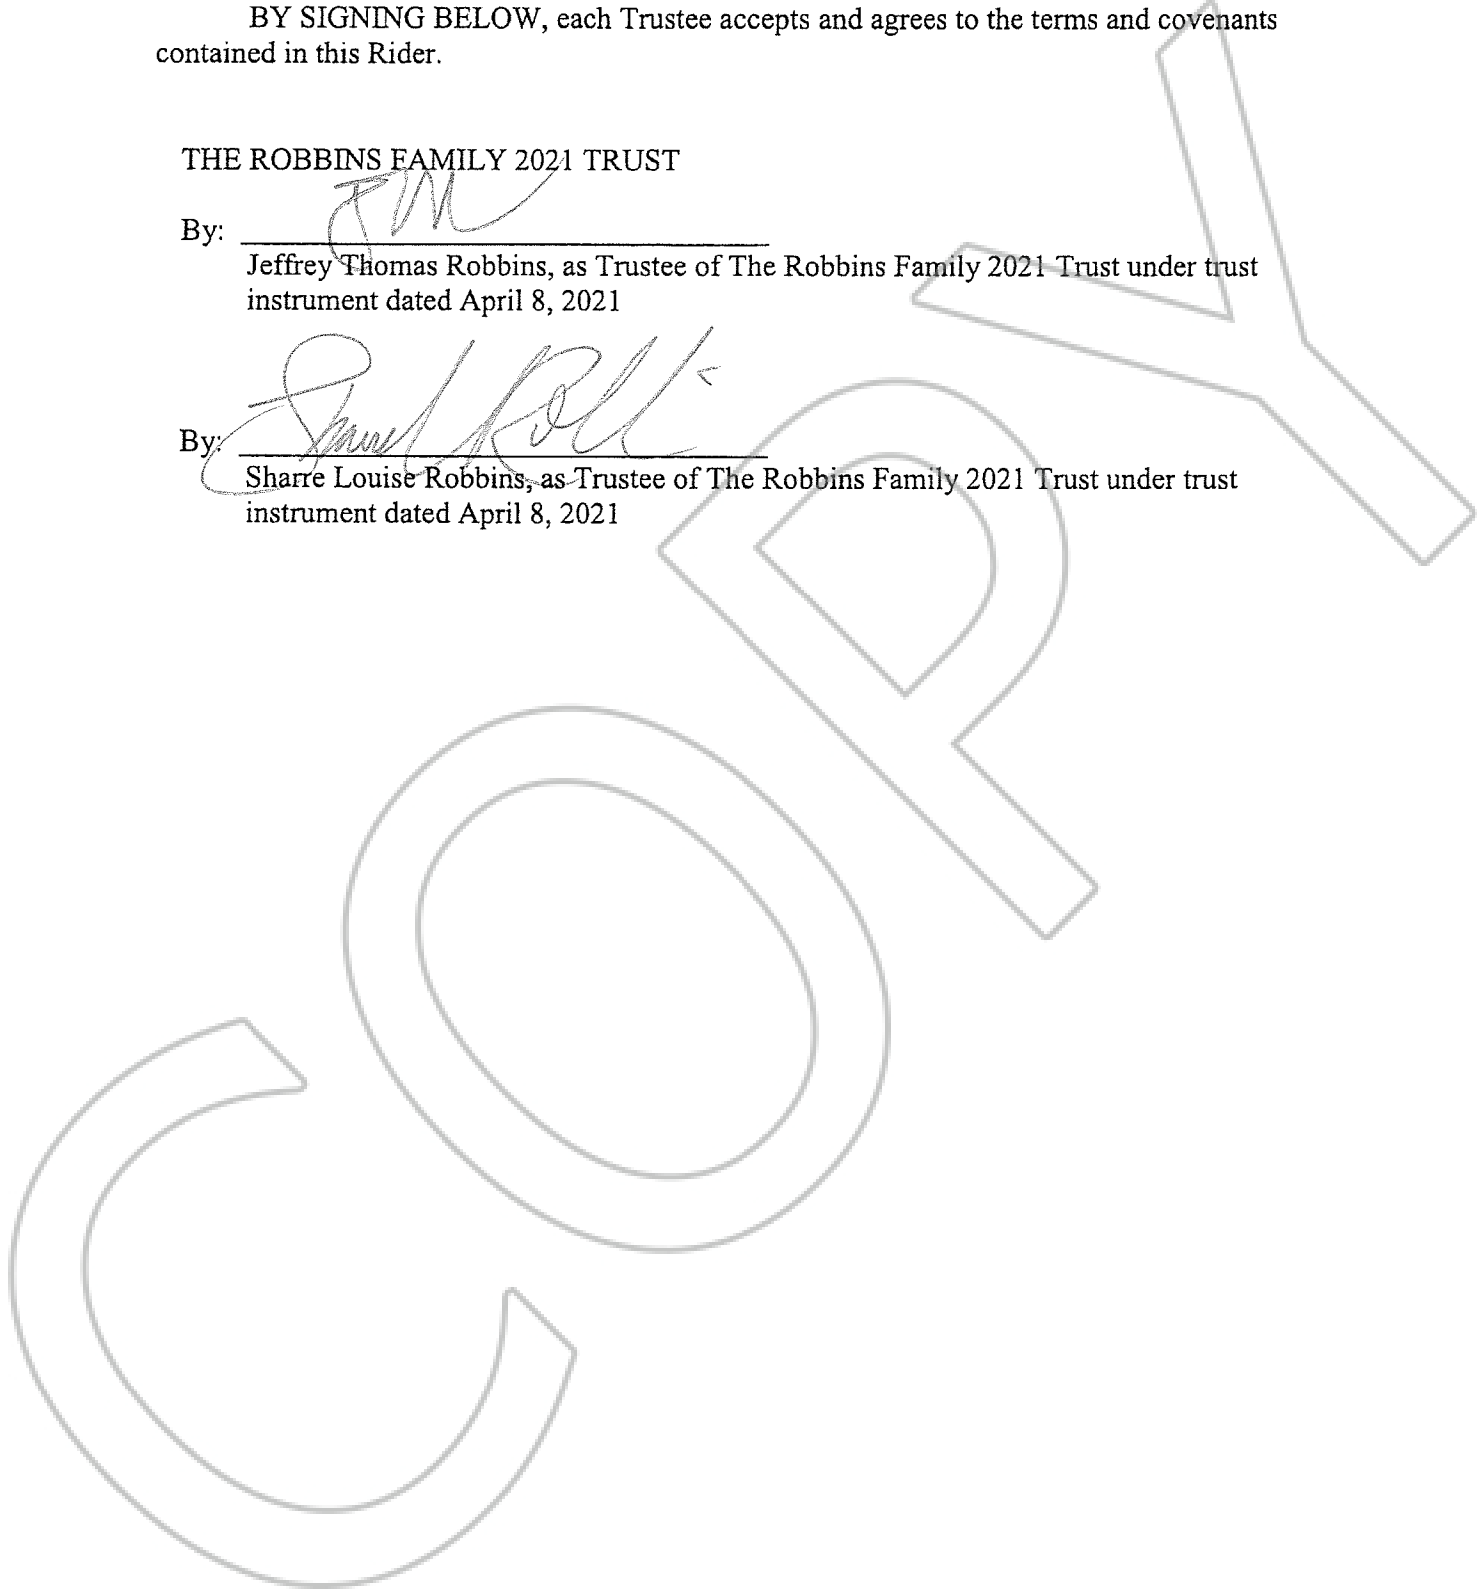 BY SIGNING BELOW, each Trustee accepts and agrees to the terms and covenants
contained in this Rider.
THE ROBBINS FAMILY 2021 TRUST
By:
Jeffrey Thomas Robbins, as Trustee of The Robbins Family 2021 Trust under trust
instrument dated April 8, 2021
By:
Sharre Louise Robbins, as Trustee of The Robbins Family 2021 Trust under trust
instrument dated April 8, 2021
COPY